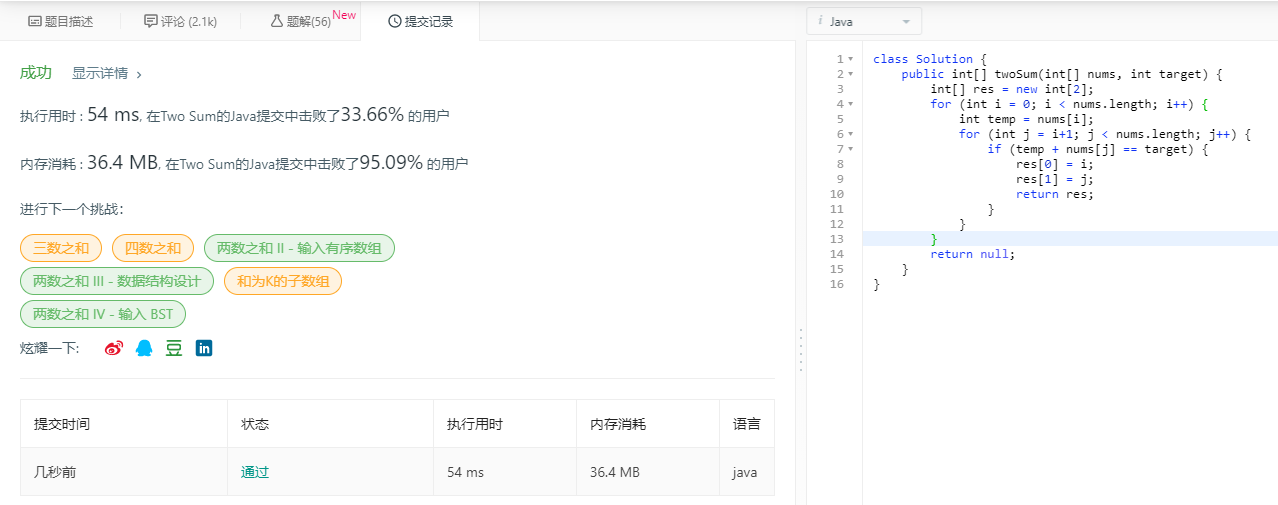 题目描述 评论 (2.1k) 题解(56) New 提交记录
成功 显示详情 >
执行用时 : 54 ms, 在Two Sum的Java提交中击败了33.66% 的用户
内存消耗 : 36.4 MB, 在Two Sum的Java提交中击败了95.09% 的用户
进行下一个挑战:
三数之和 四数之和 两数之和 II - 输入有序数组
两数之和 III - 数据结构设计 和为K的子数组
两数之和 IV - 输入 BST
炫耀一下: 豆 in
提交时间 状态 执行用时 内存消耗 语言
几秒前 通过 54 ms 36.4 MB java
i Java
1 class Solution {
2 public int[] twoSum(int[] nums, int target) {
3 int[] res = new int[2];
4 for (int i = 0; i < nums.length; i++) {
5 int temp = nums[i];
6 for (int j = i+1; j < nums.length; j++) {
7 if (temp + nums[j] == target) {
8 res[0] = i;
9 res[1] = j;
10 return res;
11 }
12 }
13 }
14 return null;
15 }
16 }